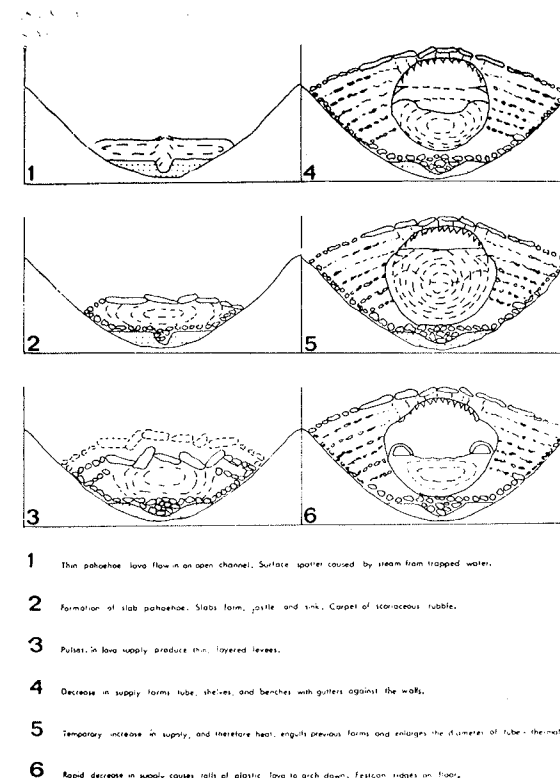 1 4
2 5
3 6
1 Thin pahoehoe lava flow in an open channel. Surface spatter caused by steam from trapped water.
2 Formation of slab pahoehoe. Slabs form, jostle and sink. Carpet of scoriaceous rubble.
3 Pulses in lava supply produce thin, layered levees.
4 Decrease in supply forms tube, shelves, and benches with gutters against the walls.
5 Temporary increase in supply, and therefore heat, engulfs previous forms and enlarges the diameter of tube - thermal
6 Rapid decrease in supply causes rolls of plastic lava to arch down. Festoon ridges on floor.